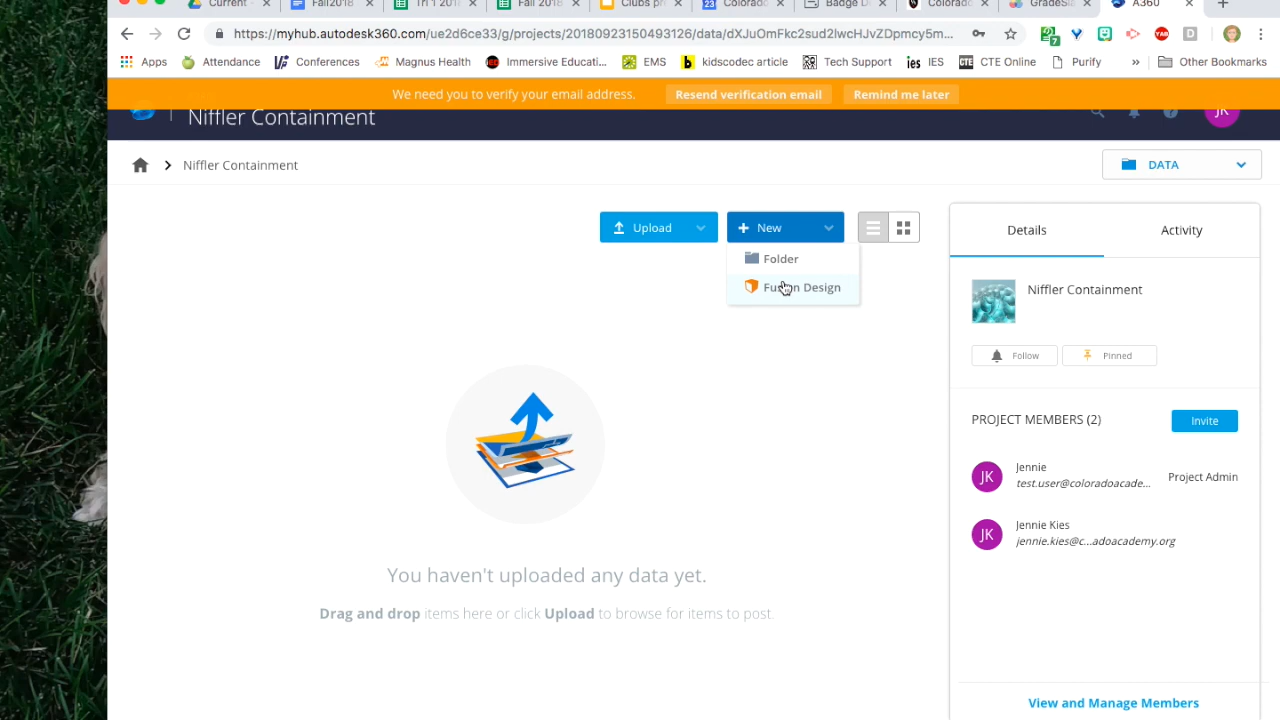 Current -
Fall2018
Tri 1 201
Fall 201
Clubs pr
Colorado
Badge D
Colorad
GradeSl
A360
https://myhub.autodesk360.com/ue2d6ce33/g/projects/20180923150493126/data/dXJuOmFkc2sud2lwcHJvZDpmcy5m...
Apps Attendance Conferences Magnus Health Immersive Educati... EMS kidscodec article Tech Support IES CTE Online Purify » Other Bookmarks
We need you to verify your email address. Resend verification email Remind me later
Niffler Containment
JK
Niffler Containment
DATA
Upload
New
Folder
Fusion Design
Details Activity
Niffler Containment
Follow Pinned
PROJECT MEMBERS (2) Invite
JK
Jennie
test.user@coloradoacade...
Project Admin
JK
Jennie Kies
jennie.kies@c...adoacademy.org
You haven't uploaded any data yet.
Drag and drop items here or click Upload to browse for items to post.
View and Manage Members